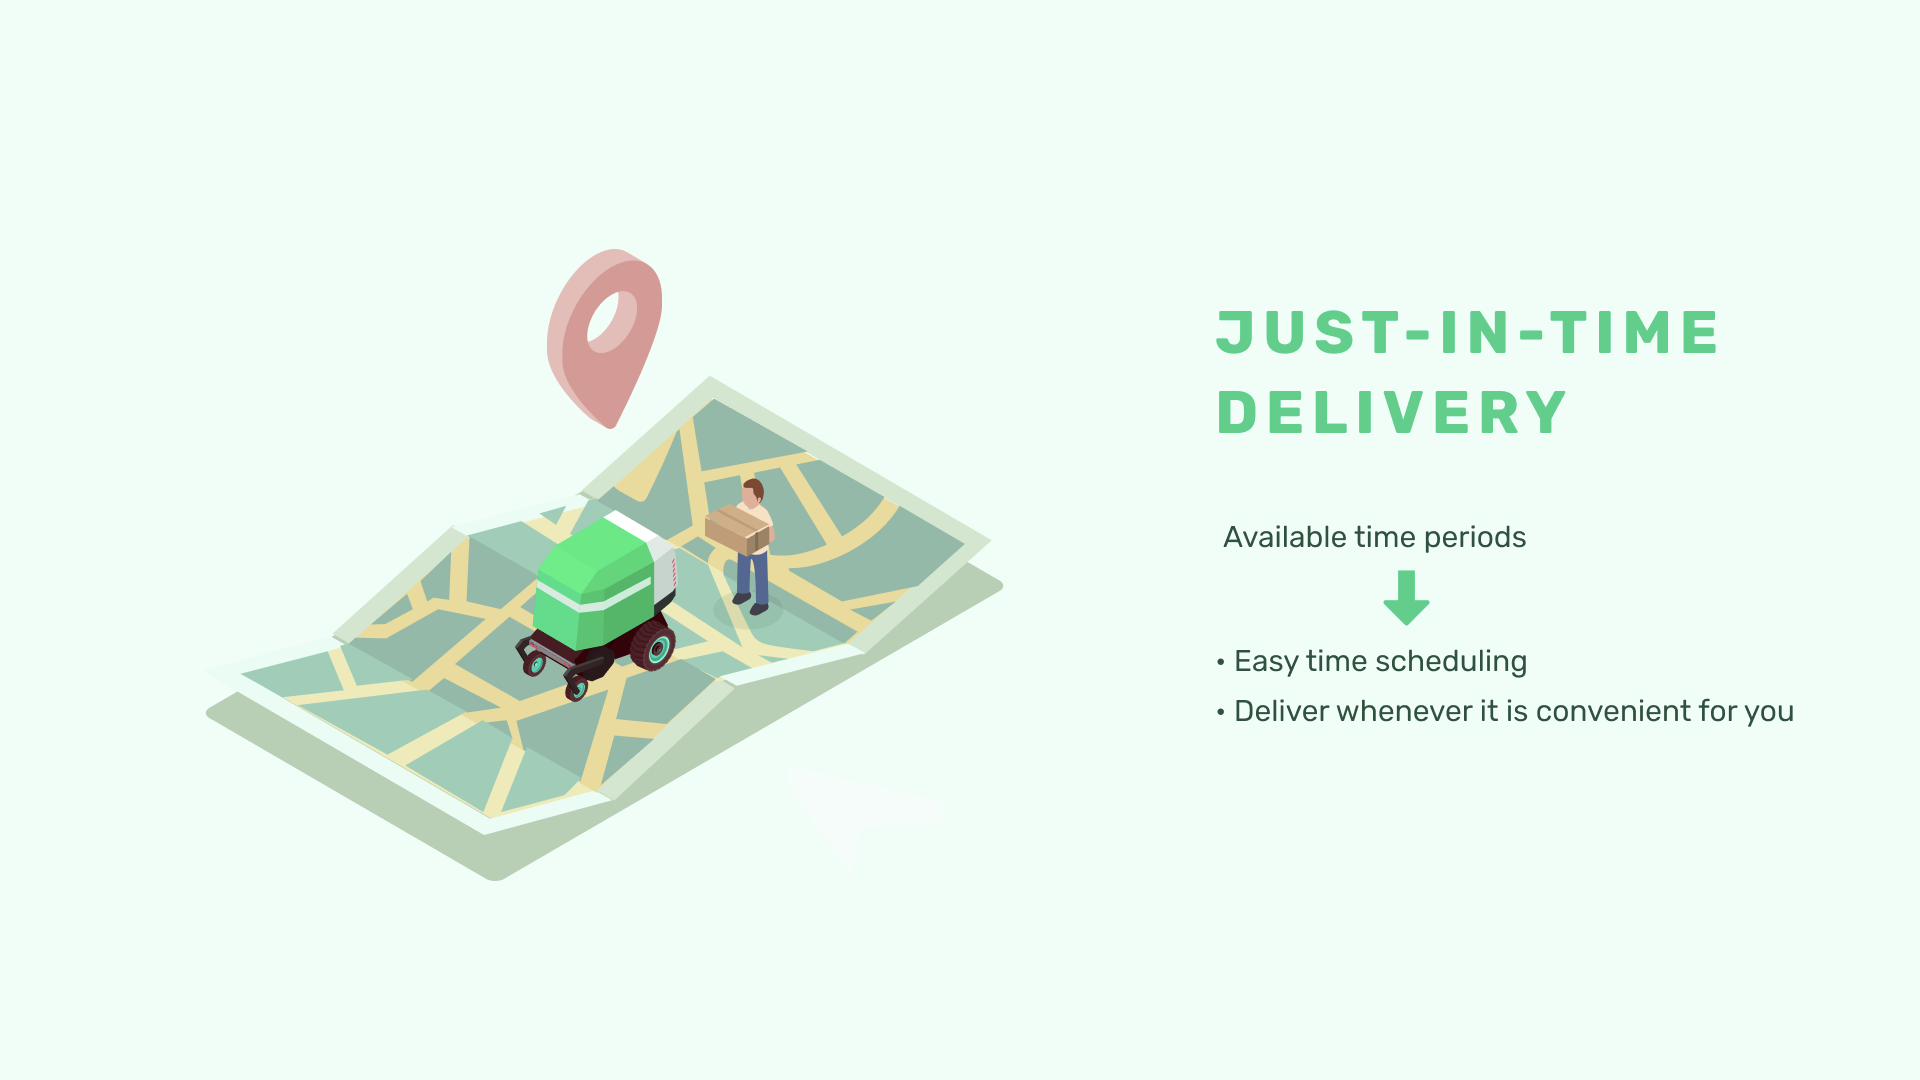 JUST-IN-TIME
DELIVERY
Available time periods
• Easy time scheduling
• Deliver whenever it is convenient for you